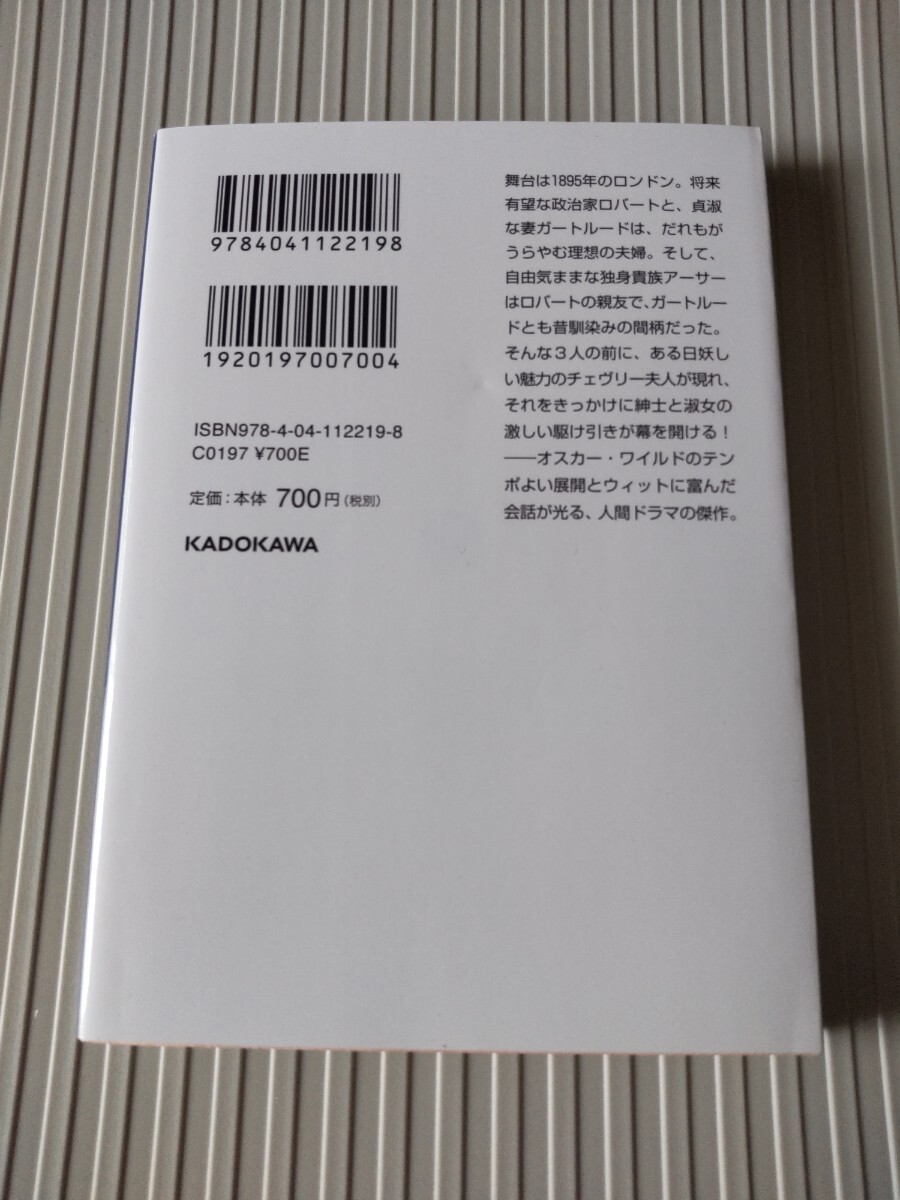 9784041122198
1920197007004
ISBN978-4-04-112219-8
C0197 ¥700E
定価：本体 700円（税別）
KADOKAWA
舞台は1895年のロンドン。将来
有望な政治家ロバートと、貞淑
な妻ガートルードは、だれもが
うらやむ理想の夫婦。そして、
自由気ままな独身貴族アーサー
はロバートの親友で、ガートルー
ドとも昔馴染みの間柄だった。
そんな３人の前に、ある日妖し
い魅力のチェヴリー夫人が現れ、
それをきっかけに紳士と淑女の
激しい駆け引きが幕を開ける！
――オスカー・ワイルドのテン
ポよい展開とウィットに富んだ
会話が光る、人間ドラマの傑作。